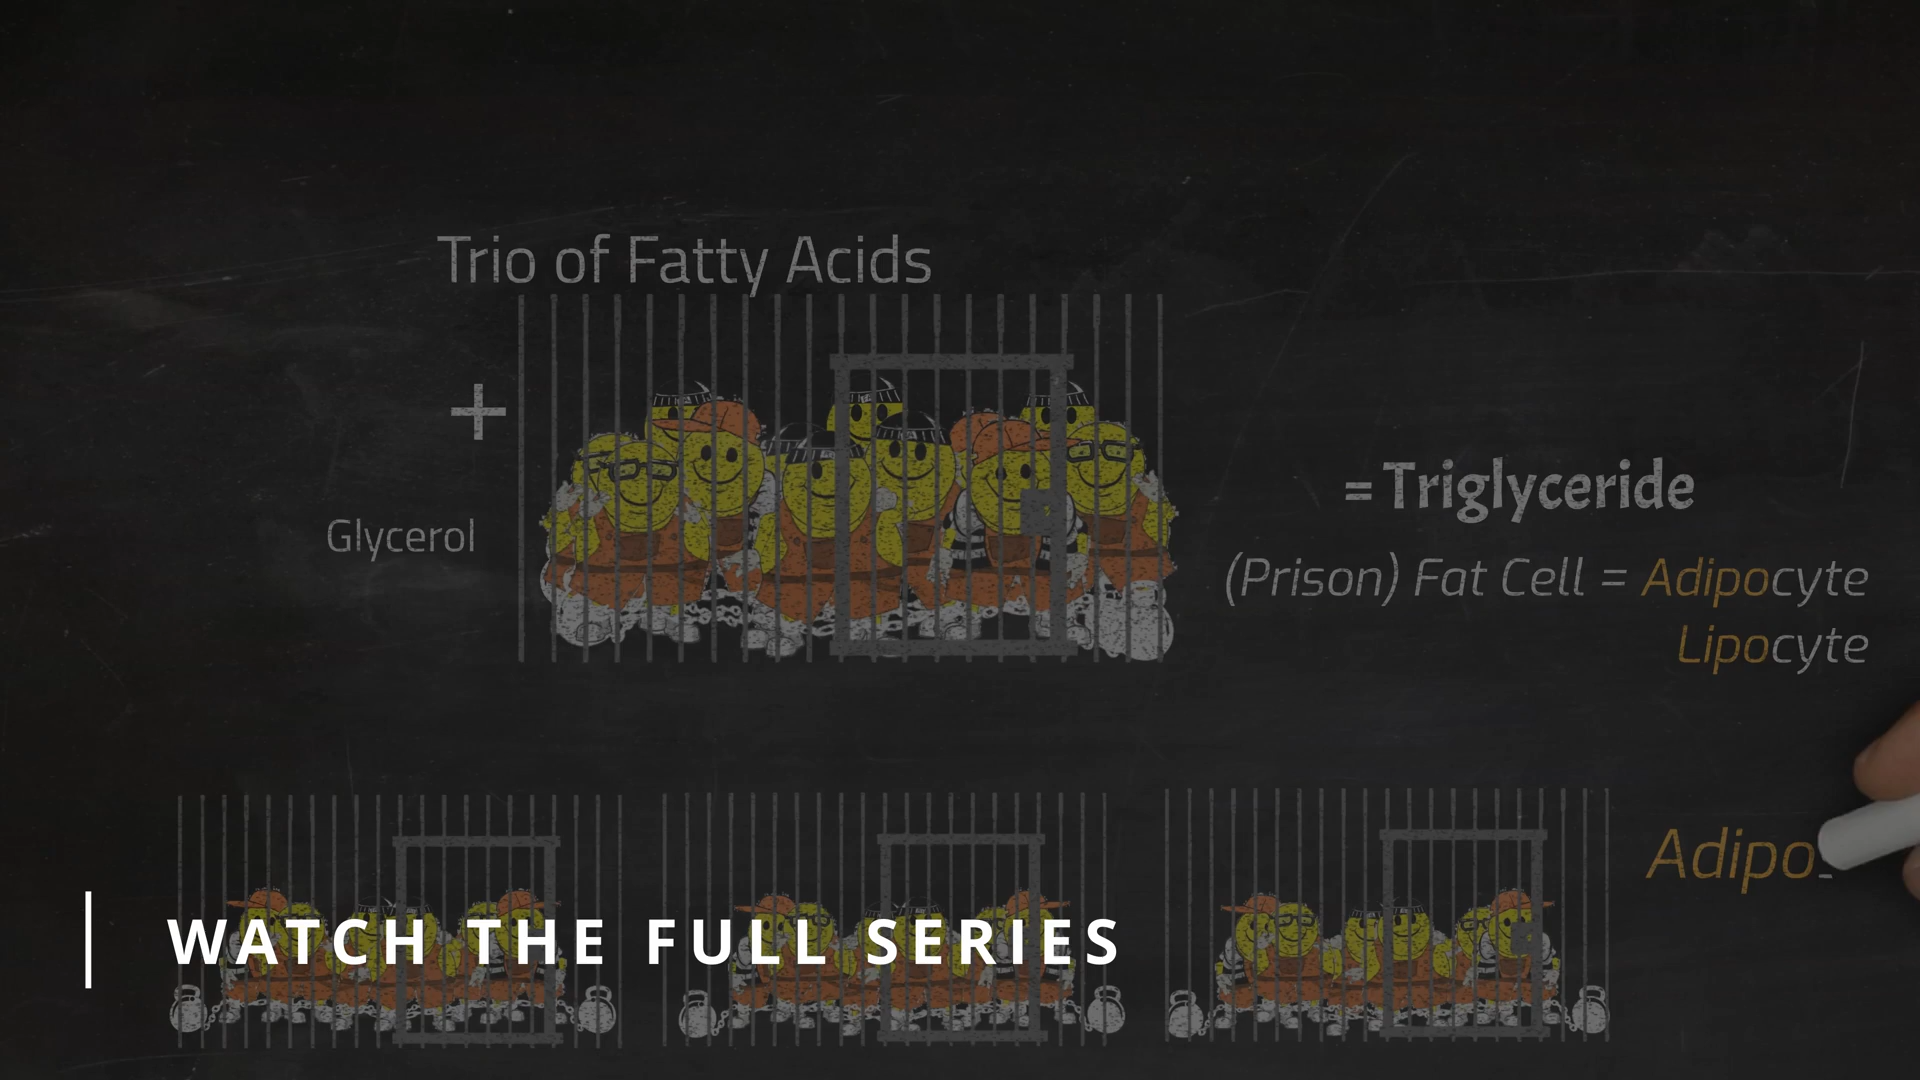 Trio of Fatty Acids
+
Glycerol
=Triglyceride
(Prison) Fat Cell = Adipocyte
Lipocyte
Adipo
WATCH THE FULL SERIES